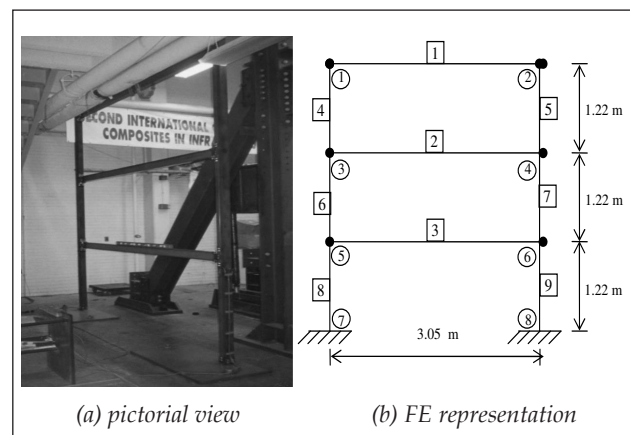 SECOND INTERNATIONAL
COMPOSITES IN INFRA
(a) pictorial view
1
1 2
4 5
1.22 m
2
3 4
6 7
1.22 m
3
5 6
8 9
1.22 m
7 8
3.05 m
(b) FE representation